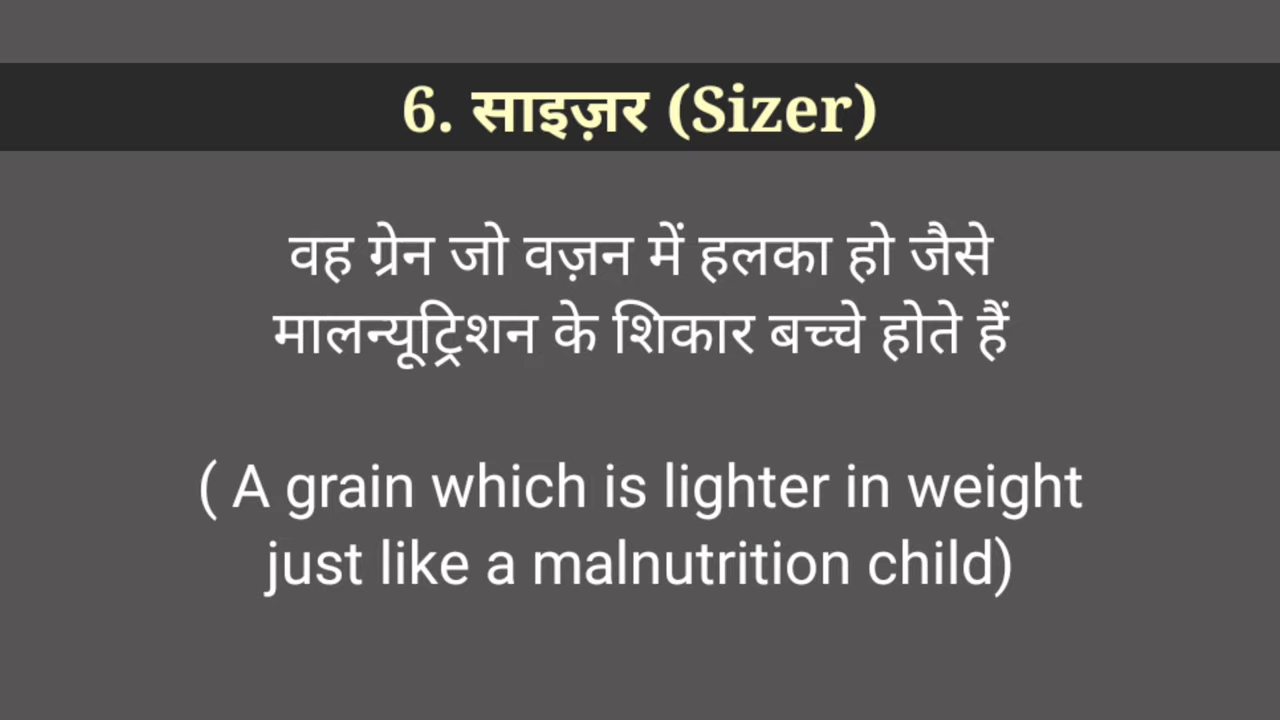 6. साइज़र (Sizer)
वह ग्रेन जो वज़न में हलका हो जैसे
मालन्यूट्रिशन के शिकार बच्चे होते हैं
( A grain which is lighter in weight
just like a malnutrition child)